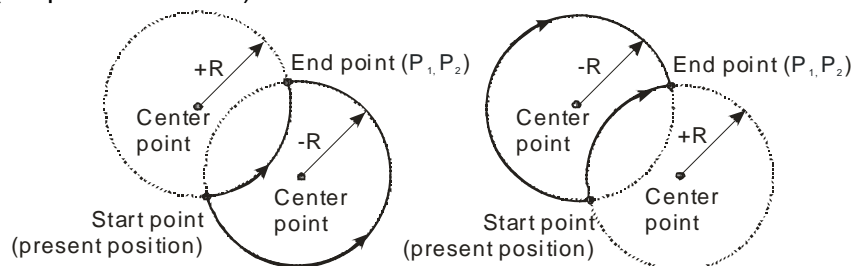 +R
End point (P1, P2)
Center
point
-R
Center
point
Start point
(present position)
-R
End point (P1, P2)
Center
point
+R
Center
point
Start point
(present position)